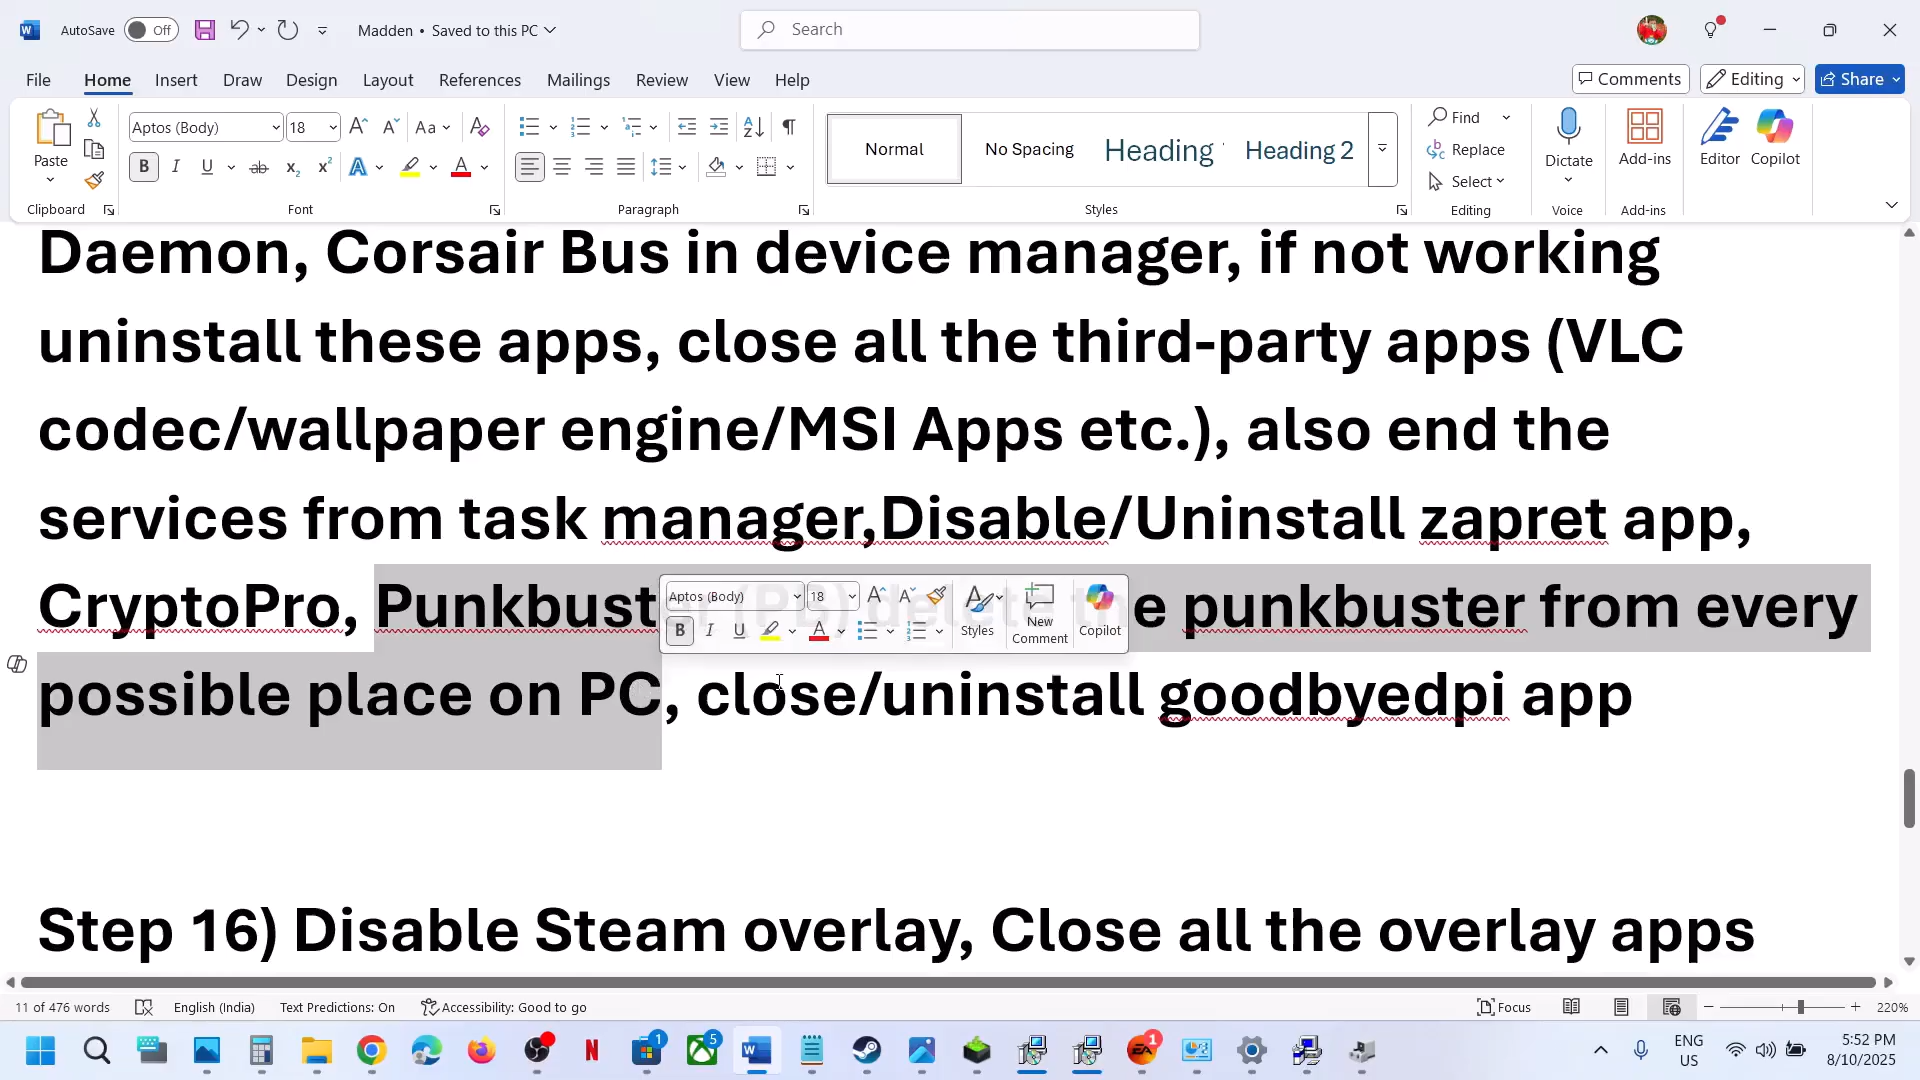 AutoSave
Off
Madden • Saved to this PC
Search
File
Home
Insert
Draw
Design
Layout
References
Mailings
Review
View
Help
Comments
Editing
Share
Paste
Clipboard
Aptos (Body)
18
Font
Paragraph
Normal
No Spacing
Heading
Heading 2
Styles
Find
Replace
Select
Editing
Dictate
Voice
Add-ins
Add-ins
Editor
Copilot
Daemon, Corsair Bus in device manager, if not working
uninstall these apps, close all the third-party apps (VLC
codec/wallpaper engine/MSI Apps etc.), also end the
services from task manager,Disable/Uninstall zapret app,
CryptoPro, Punkbuster (PB) delete the punkbuster from every
possible place on PC, close/uninstall goodbyedpi app
Aptos (Body)
18
Styles
New
Comment
Copilot
Step 16) Disable Steam overlay, Close all the overlay apps
11 of 476 words
English (India)
Text Predictions: On
Accessibility: Good to go
Focus
220%
1
5
1
ENG
US
5:52 PM
8/10/2025